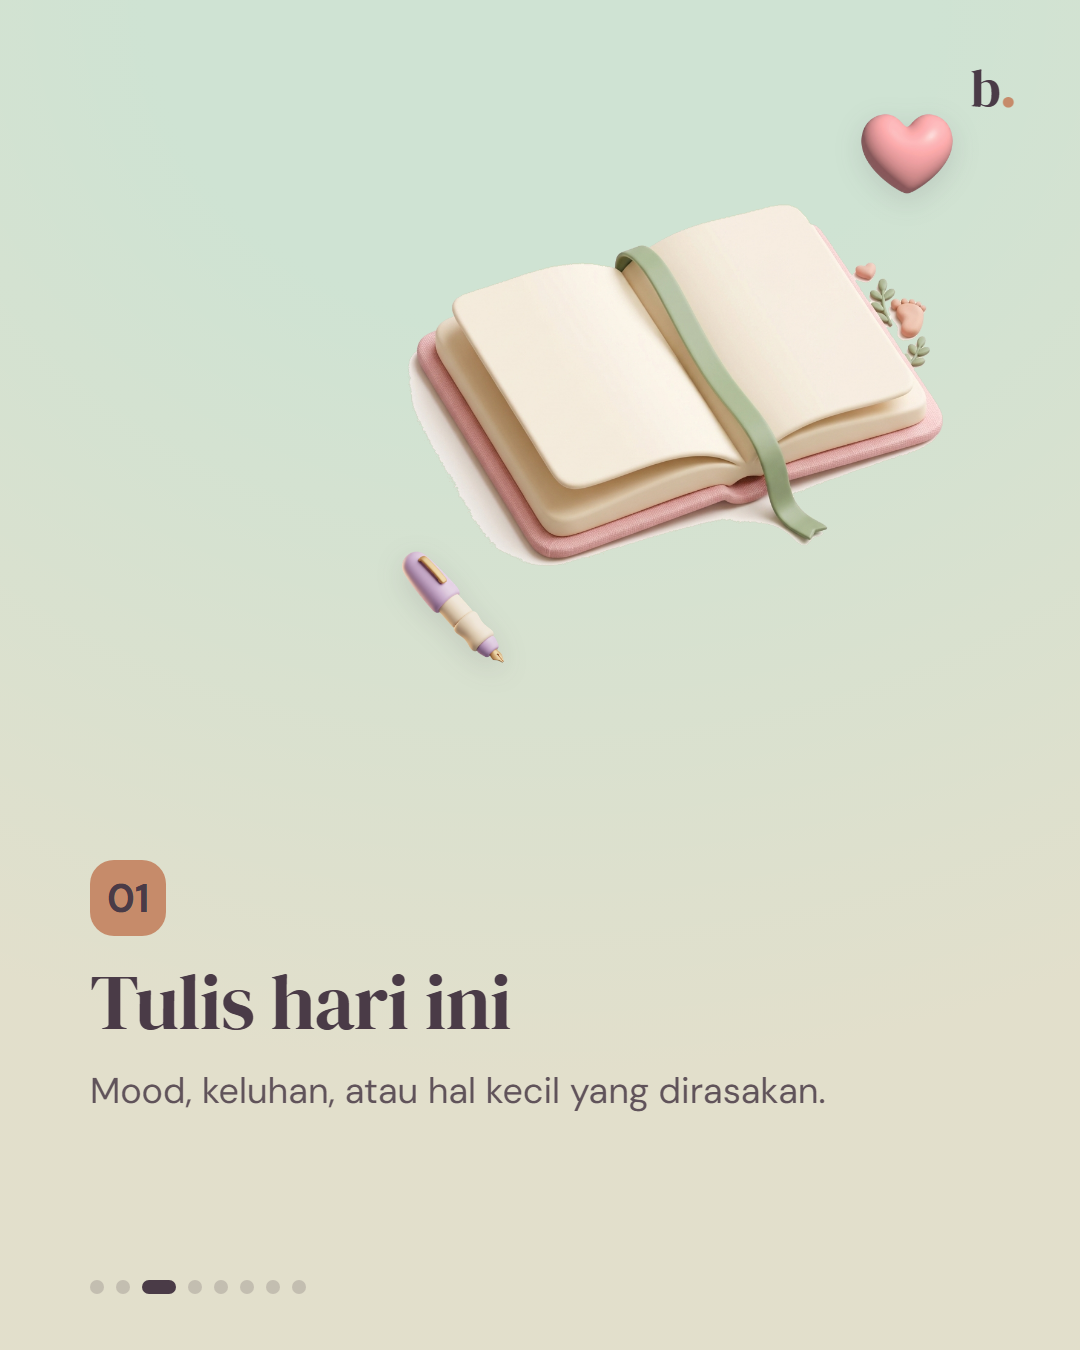 b.
01
Tulis hari ini
Mood, keluhan, atau hal kecil yang dirasakan.